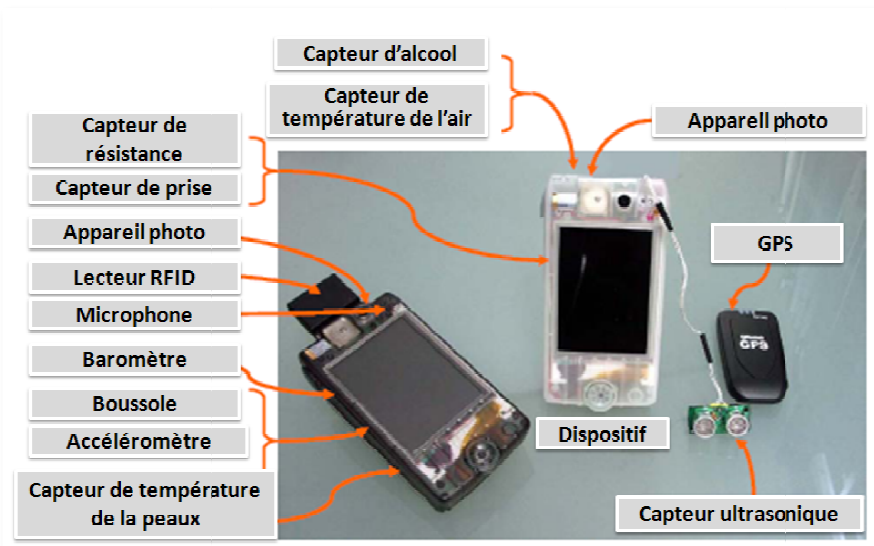 Capteur d'alcool
Capteur de
température de l'air
Appareil photo
Capteur de
résistance
Capteur de prise
Appareil photo
Lecteur RFID
Microphone
Baromètre
Boussole
Accéléromètre
Capteur de température
de la peaux
GPS
GPS
Dispositif
Capteur ultrasonique